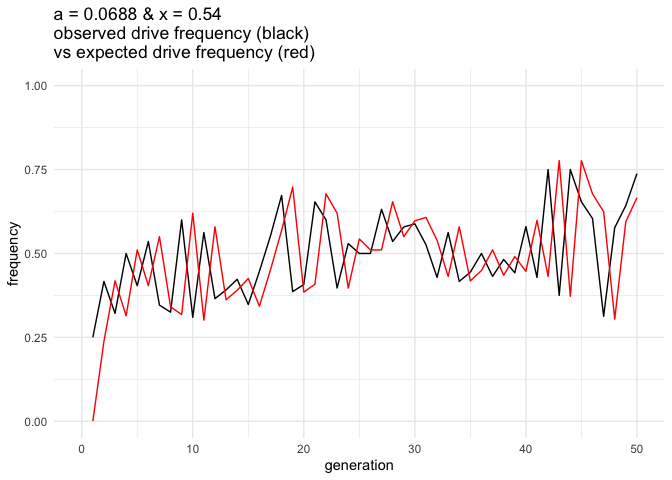 a = 0.0688 & x = 0.54
observed drive frequency (black)
vs expected drive frequency (red)
1.00
0.75
0.50
0.25
0.00
frequency
0
10
20
30
40
50
generation